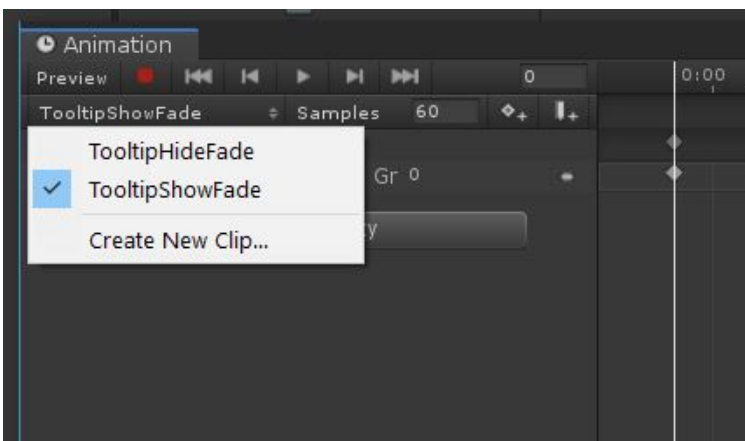 Animation
Preview 0 0:00
TooltipShowFade Samples 60
TooltipHideFade
Gr 0
TooltipShowFade
Create New Clip...